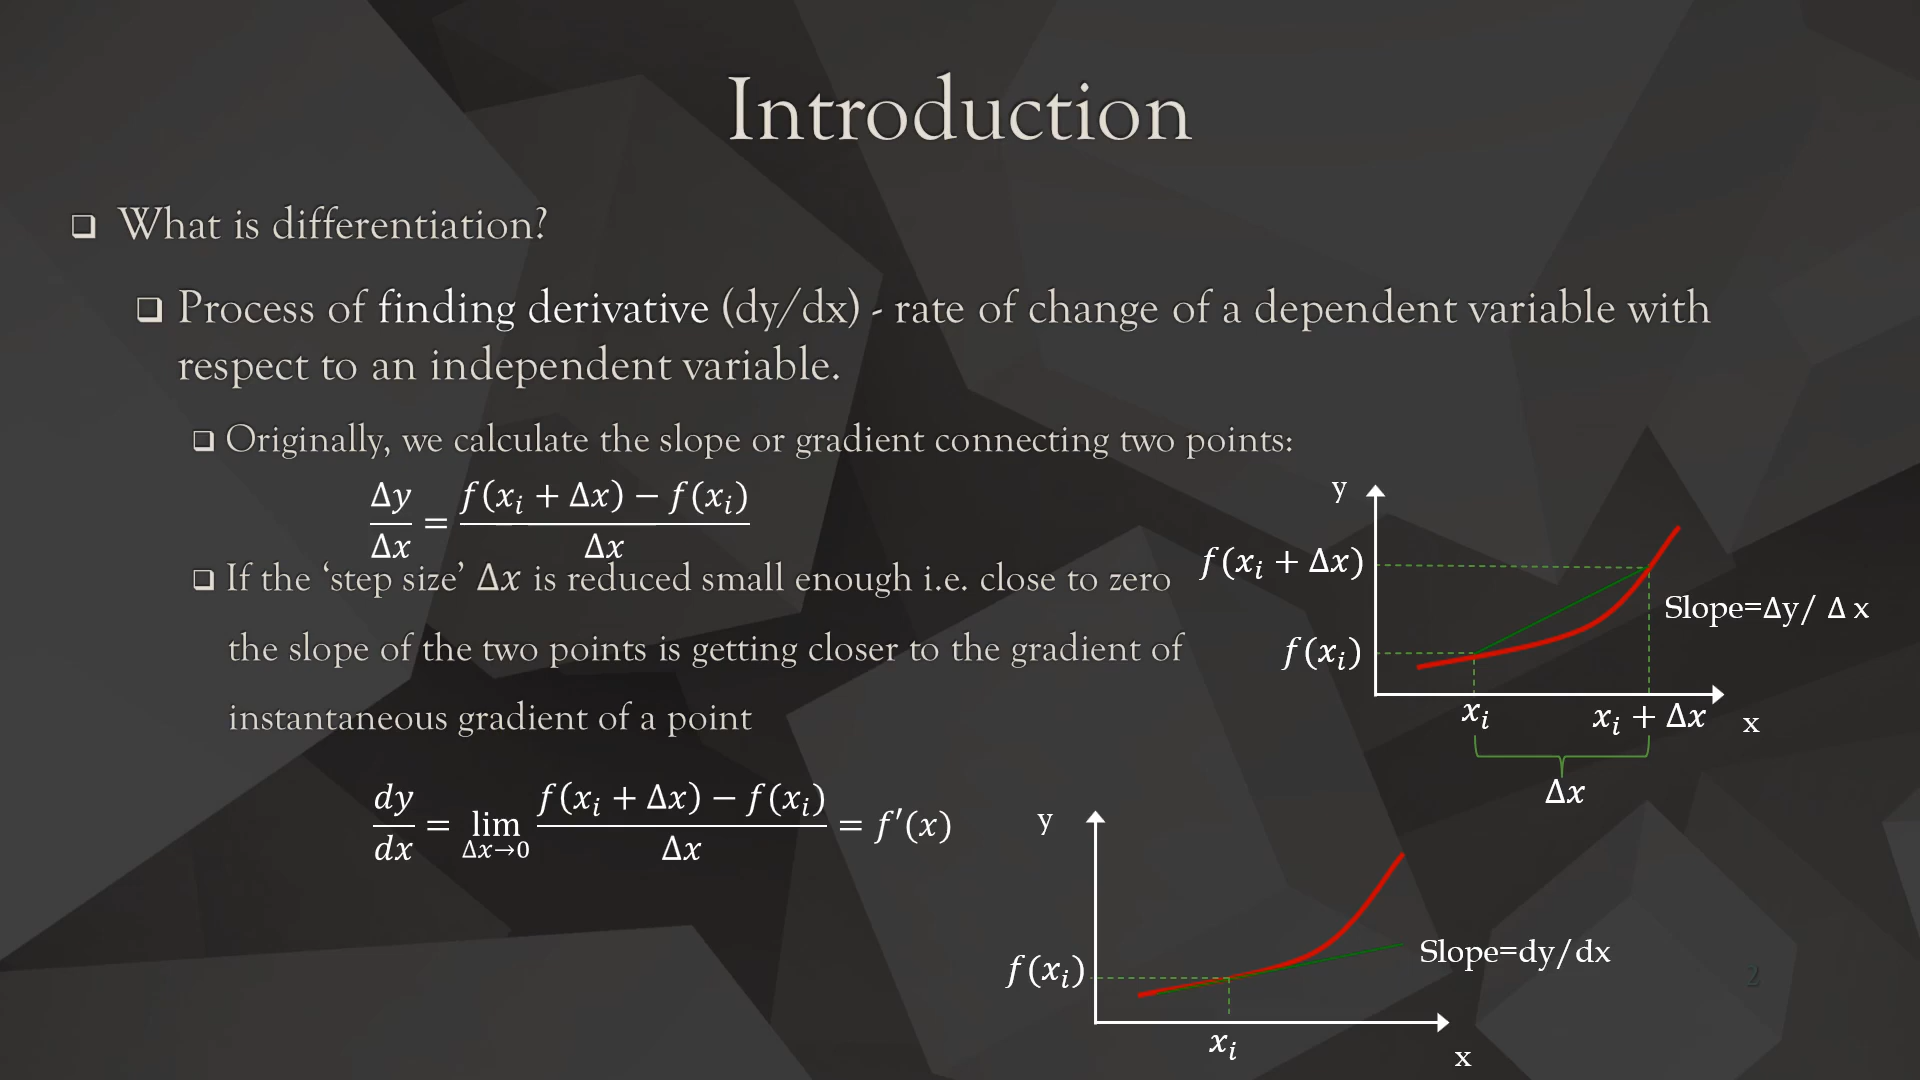 Introduction
❑ What is differentiation?
❑ Process of finding derivative (dy/dx) - rate of change of a dependent variable with
respect to an independent variable.
❑ Originally, we calculate the slope or gradient connecting two points:
Δy/Δx = (f(xᵢ + Δx) − f(xᵢ))/Δx
❑ If the ‘step size’ Δx is reduced small enough i.e. close to zero
the slope of the two points is getting closer to the gradient of
instantaneous gradient of a point
dy/dx = lim Δx→0 (f(xᵢ + Δx) − f(xᵢ))/Δx = f′(x)
y
f(xᵢ + Δx)
Slope=Δy/ Δ x
f(xᵢ)
xᵢ
xᵢ + Δx
x
Δx
y
Slope=dy/dx
f(xᵢ)
xᵢ
x
2